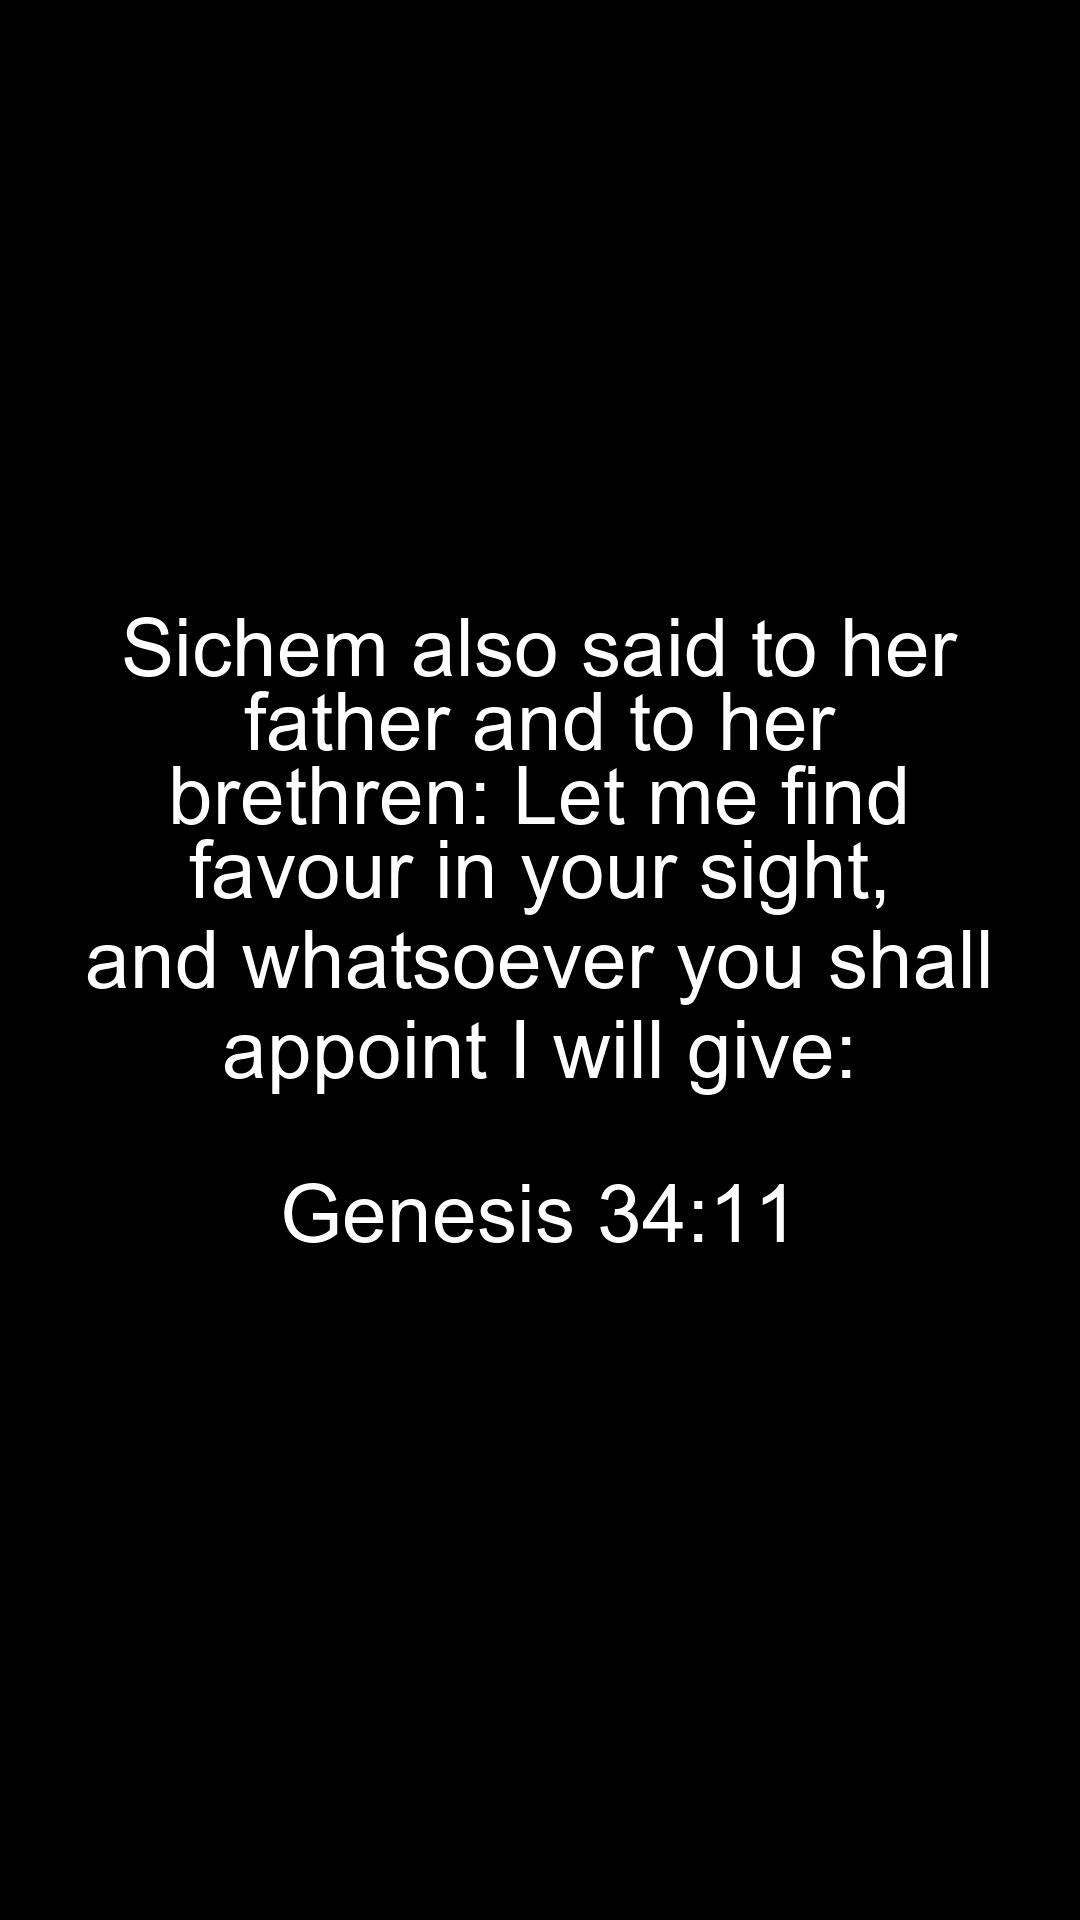 Sichem also said to her
father and to her
brethren: Let me find
favour in your sight,
and whatsoever you shall
appoint I will give:
Genesis 34:11